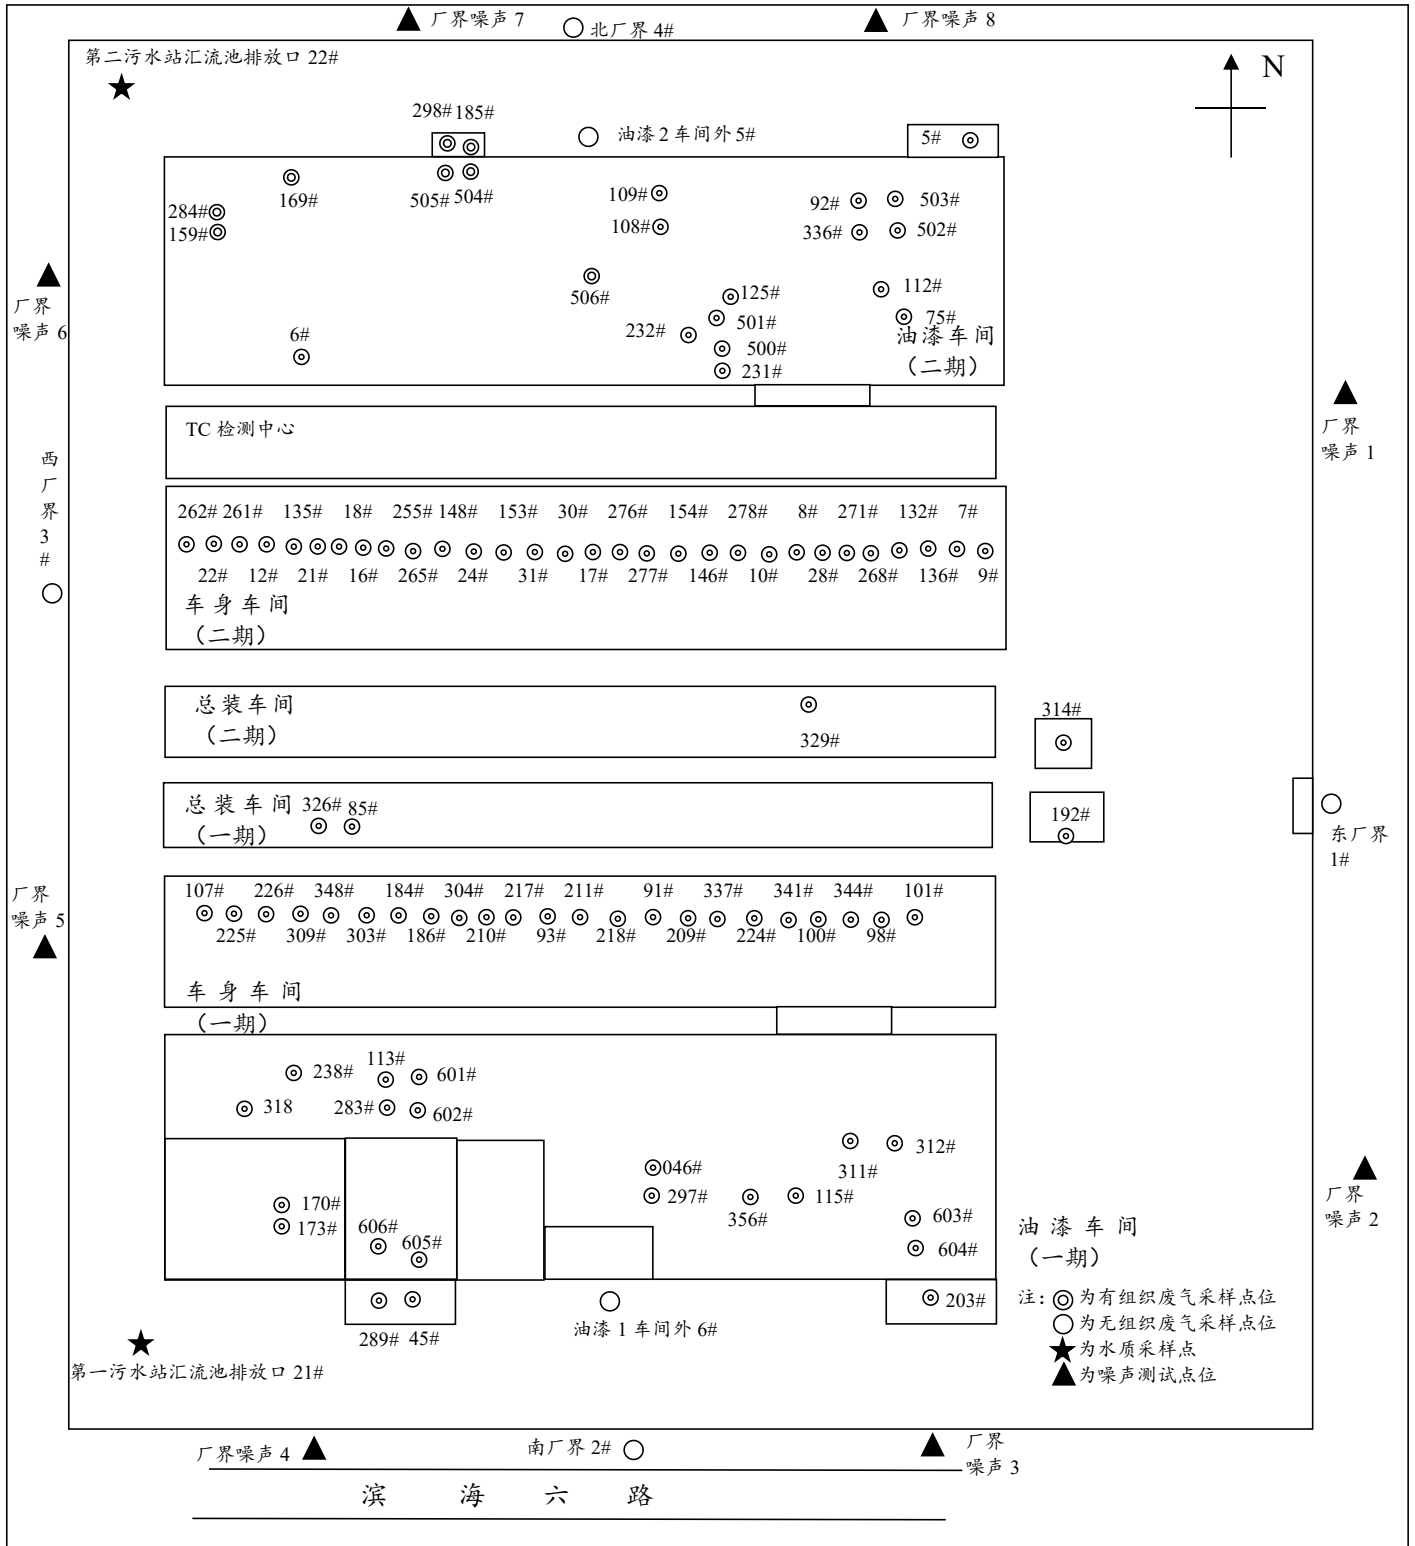 厂界噪声 7
北厂界 4#
厂界噪声 8
第二污水站汇流池排放口 22#
N
298# 185#
油漆 2 车间外 5#
5#
169#
505# 504#
109#
92#
503#
284#
159#
108#
336#
502#
506#
125#
112#
厂界
噪声 6
6#
232#
501#
75#
500#
油漆车间
（二期）
231#
TC 检测中心
厂界
噪声 1
西
厂
界
3
#
262# 261# 135# 18# 255# 148# 153# 30# 276# 154# 278# 8# 271# 132# 7#
22# 12# 21# 16# 265# 24# 31# 17# 277# 146# 10# 28# 268# 136# 9#
车身车间
（二期）
总装车间
（二期）
329#
314#
总装车间
（一期）
326# 85#
192#
东厂界
1#
厂界
噪声 5
107# 226# 348# 184# 304# 217# 211# 91# 337# 341# 344# 101#
225# 309# 303# 186# 210# 93# 218# 209# 224# 100# 98#
车身车间
（一期）
238#
113#
601#
318
283#
602#
312#
311#
046#
297#
356#
115#
170#
173#
606#
605#
603#
604#
厂界
噪声 2
油漆车间
（一期）
203#
289# 45#
油漆 1 车间外 6#
注：为有组织废气采样点位
为无组织废气采样点位
为水质采样点
为噪声测试点位
第一污水站汇流池排放口 21#
厂界噪声 4
南厂界 2#
厂界
噪声 3
滨海六路